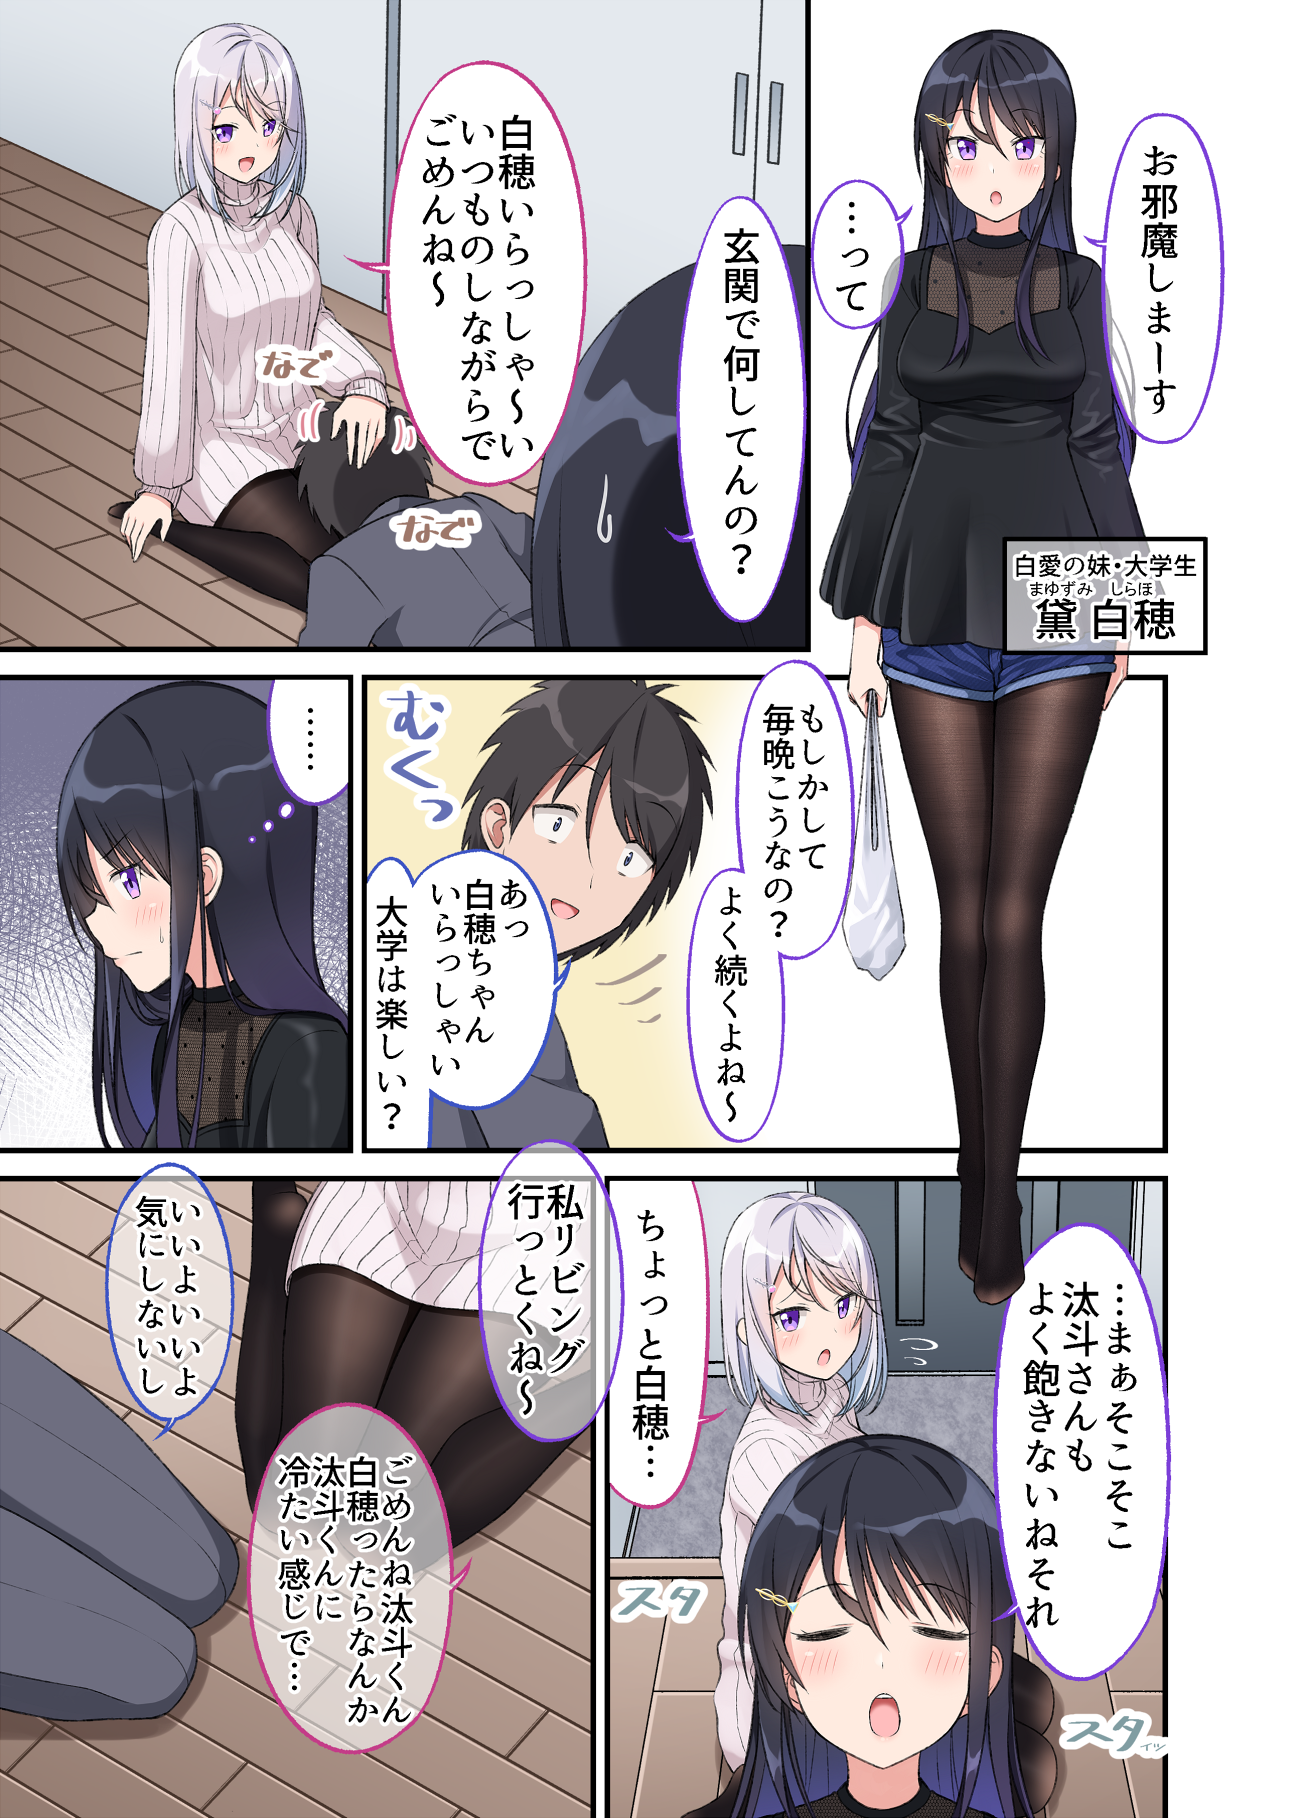 お邪魔しまーす
…って
白愛の妹・大学生
まゆずみ しらほ
黛 白穂
玄関で何してんの？
白穂いらっしゃ〜い
いつものしながらで
ごめんね〜
なで
なで
もしかして
毎晩こうなの？
よく続くよね〜
むくっ
あっ
白穂ちゃん
いらっしゃい
大学は楽しい？
……
…まぁそこそこ
汰斗さんも
よく飽きないねそれ
ちょっと白穂…
スタ
スタ
イツ
私リビング
行っとくね〜
ごめんね汰斗くん
白穂ったらなんか
汰斗くんに
冷たい感じで…
いいよいいよ
気にしないし